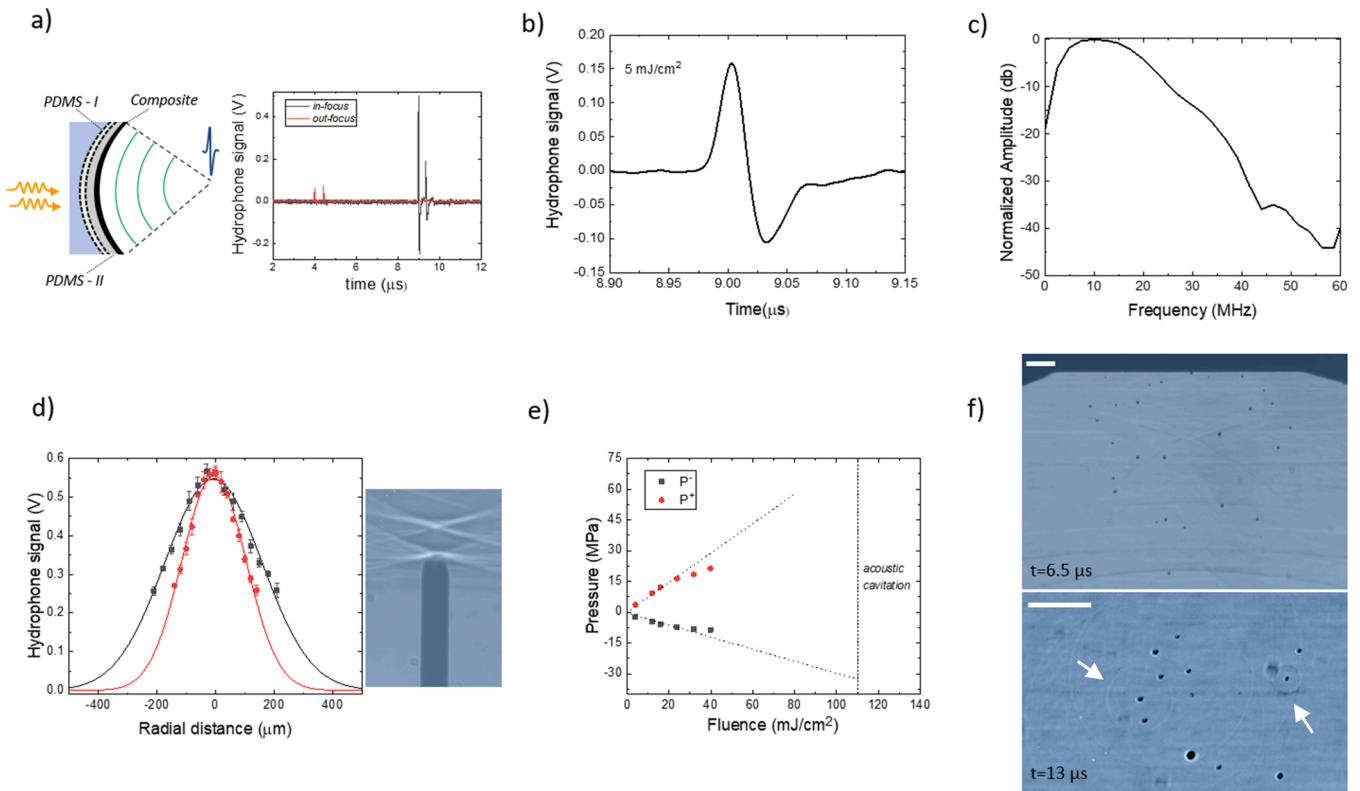 a)
PDMS - I
Composite
PDMS - II
Hydrophone signal (V)
0.4
0.2
0.0
-0.2
in-focus
out-focus
2 4 6 8 10 12
time (μs)
b)
Hydrophone signal (V)
0.20
0.15
0.10
0.05
0.00
-0.05
-0.10
-0.15
5 mJ/cm²
8.90 8.95 9.00 9.05 9.10 9.15
Time(μs)
c)
Normalized Amplitude (db)
0
-10
-20
-30
-40
-50
0 10 20 30 40 50 60
Frequency (MHz)
d)
Hydrophone signal (V)
0.6
0.5
0.4
0.3
0.2
0.1
0.0
-400 -200 0 200 400
Radial distance (μm)
e)
Pressure (MPa)
75
60
45
30
15
0
-15
-30
P⁻
P⁺
acoustic
cavitation
0 20 40 60 80 100 120 140
Fluence (mJ/cm²)
f)
t=6.5 μs
t=13 μs